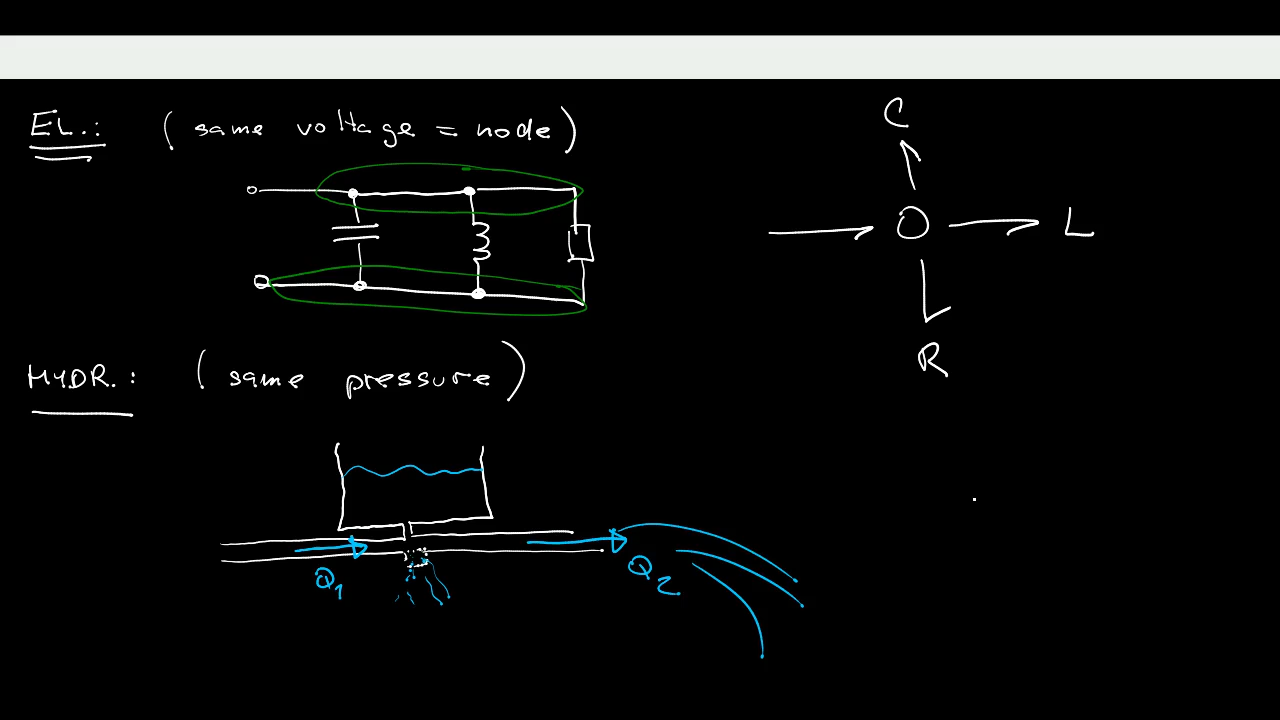 EL.: (same voltage = node)
C
O L
R
HYDR.: (same pressure)
Q1
Q2